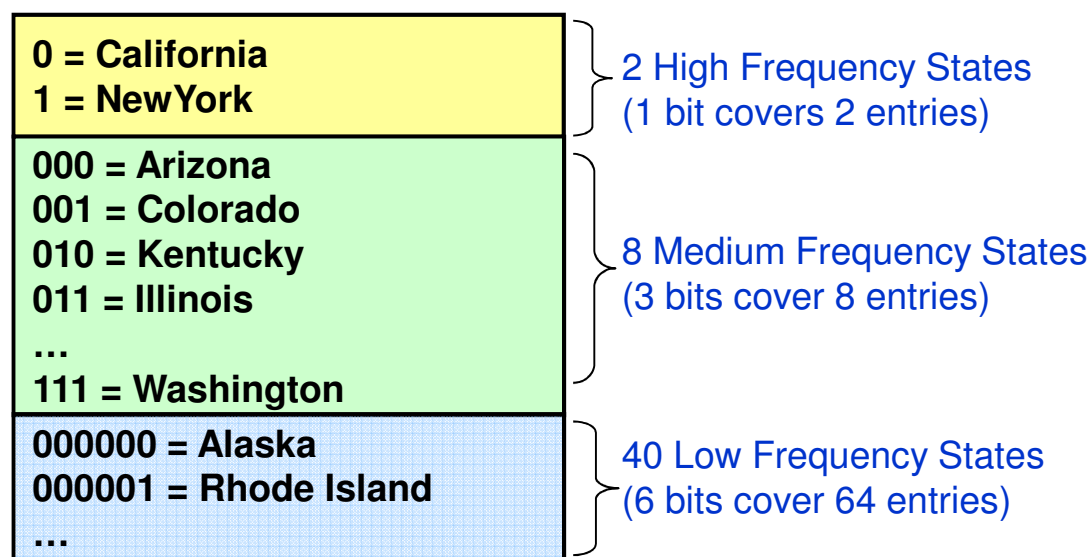 0 = California
1 = NewYork
2 High Frequency States
(1 bit covers 2 entries)
000 = Arizona
001 = Colorado
010 = Kentucky
011 = Illinois
…
111 = Washington
8 Medium Frequency States
(3 bits cover 8 entries)
000000 = Alaska
000001 = Rhode Island
…
40 Low Frequency States
(6 bits cover 64 entries)